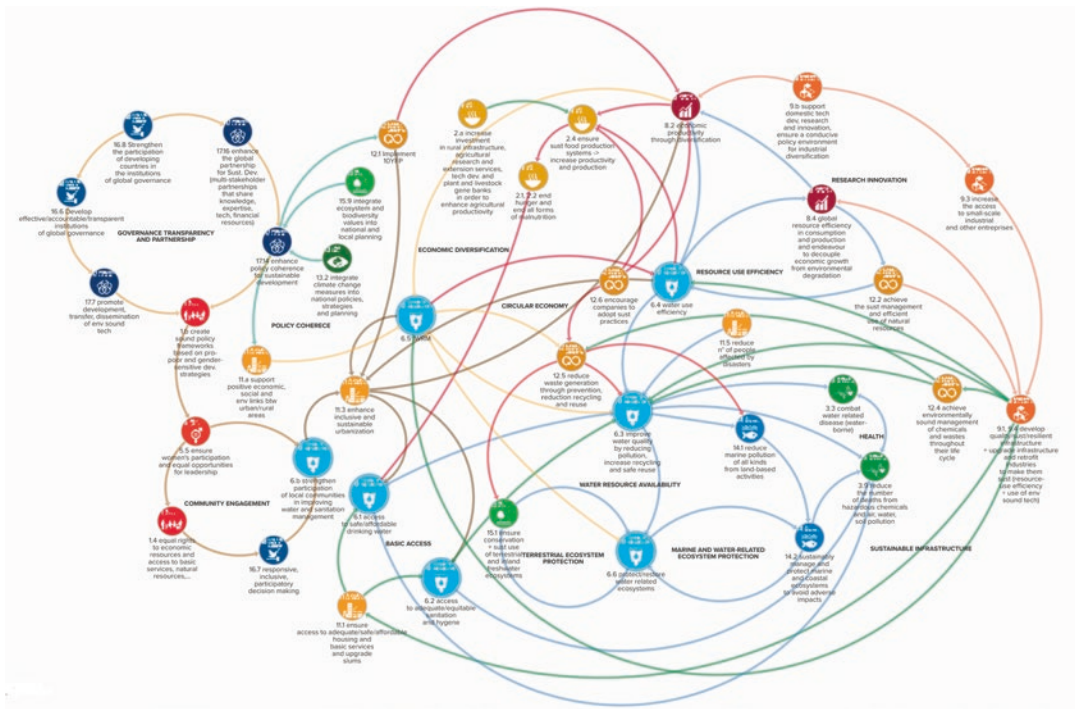 16.8 Strengthen
the participation
of developing
countries in
the institutions
of global governance
17.16 enhance
the global
partnership
for Sust. Dev.
(multi-stakeholder
partnerships
that share
knowledge,
expertise,
tech, financial
resources)
16.6 Develop
effective/accountable/transparent
institutions
of global governance
GOVERNANCE TRANSPARENCY
AND PARTNERSHIP
17.14 enhance
policy coherence
for sustainable
development
17.7 promote
development,
transfer, dissemination
of env sound
tech
12.1 Implement
10YFP
15.9 integrate
ecosystem and
biodiversity
values into
national and
local planning
13.2 integrate
climate change
measures into
national policies,
strategies
and planning
POLICY COHERECE
create
sound policy
frameworks
based on pro-
poor and gender-
sensitive dev.
strategies
11.a support
positive economic,
social and
env links btw
urban/rural
areas
2.a increase
investment
in rural infrastructure,
agricultural
research and
extension services,
tech dev. and
plant and livestock
gene banks
in order to
enhance agricultural
productiovity
2.4 ensure
sust food production
systems ->
increase productivity
and production
2.1, 2.2 end
hunger and
end all forms
of malnutrition
8.2 economic
productivity
through diversification
9.b support
domestic tech
dev, research
and innovation,
ensure a conducive
policy environment
for industrial
diversification
RESEARCH INNOVATION
9.3 increase
the access
to small-scale
industrial
and other entreprises
8.4 global
resource efficiency
in consumption
and production
and endeavour
to decouple
economic growth
from environmental
degradation
ECONOMIC DIVERSIFICATION
RESOURCE USE EFFICIENCY
12.2 achieve
the sust management
and efficient
use of natural
resources
12.6 encourage
companies to
adopt sust
practices
6.4 water use
efficiency
CIRCULAR ECONOMY
6.5
11.5 reduce
n° of people
affected by
disasters
12.5 reduce
waste generation
through prevention,
reduction recycling
and reuse
11.3 enhance
inclusive and
sustainable
urbanization
6.3 improve
water quality
by reducing
pollution,
increase recycling
and safe reuse
14.1 reduce
marine pollution
of all kinds
from land-based
activities
3.3 combat
water related
disease (water-
borne)
HEALTH
12.4 achieve
environmentally
sound management
of chemicals
and wastes
throughout
their life
cycle
develop
infrastructure
+ upgrade infrastructure
and retrofit
industries
to make them
sust (resource-
use efficiency
+ use of env
sound tech)
5.5 ensure
women's participation
and equal opportunities
for leadership
6.b strengthen
participation
of local communities
in improving
water and sanitation
management
COMMUNITY ENGAGEMENT
1.4 equal rights
to economic
resources and
access to basic
services, natural
resources,...
16.7 responsive,
inclusive,
participatory
decision making
6.1 access
to safe/affordable
drinking water
BASIC ACCESS
WATER RESOURCE AVAILABILITY
15.1 ensure
conservation
+ sust use
of terrestrial
and inland
freshwater
ecosystems
TERRESTRIAL ECOSYSTEM
PROTECTION
6.6 protect/restore
water related
ecosystems
MARINE AND WATER-RELATED
ECOSYSTEM PROTECTION
3.9 reduce
the number
of deaths from
hazardous chemicals
and air, water,
soil pollution
14.2 sustainably
manage and
protect marine
and coastal
ecosystems
to avoid adverse
impacts
SUSTAINABLE INFRASTRUCTURE
6.2 access
to adequate/equitable
sanitation
and hygene
11.1 ensure
access to adequate/safe/affordable
housing and
basic services
and upgrade
slums